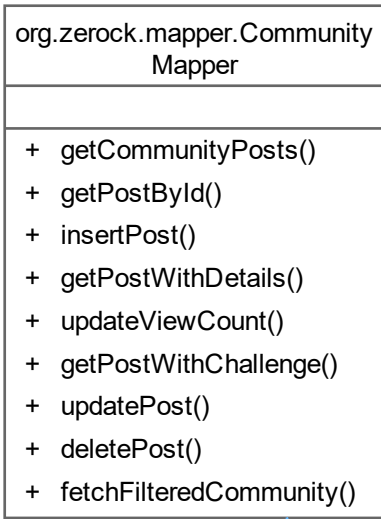 org.zerock.mapper.Community
Mapper
+ getCommunityPosts()
+ getPostById()
+ insertPost()
+ getPostWithDetails()
+ updateViewCount()
+ getPostWithChallenge()
+ updatePost()
+ deletePost()
+ fetchFilteredCommunity()